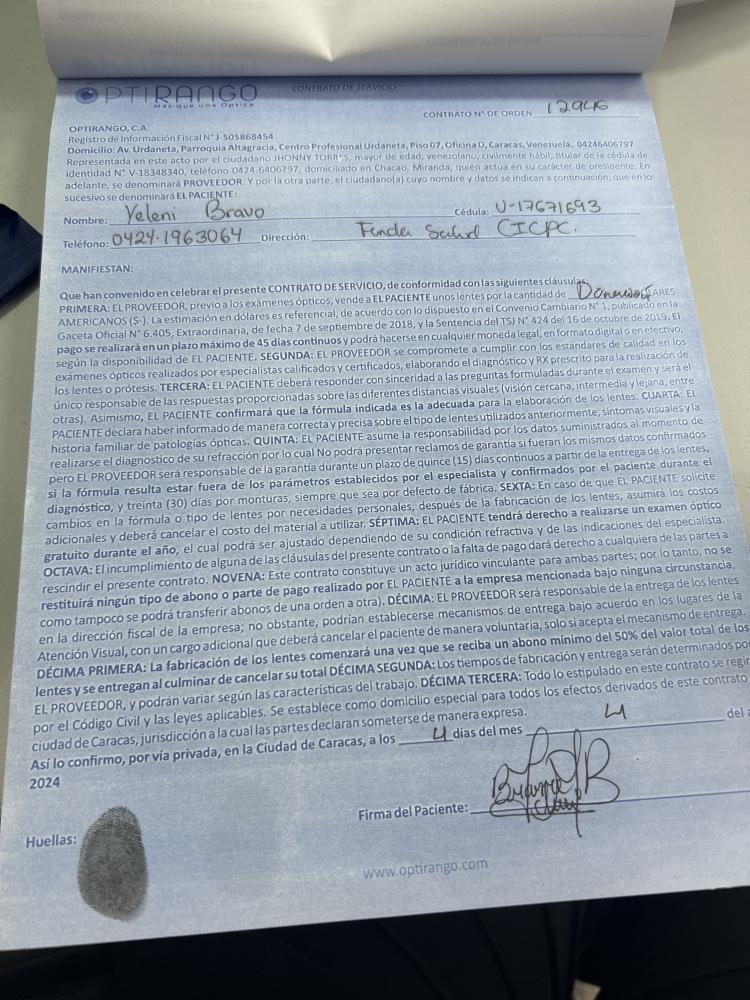 ÓPTIRANGO
Más que una Óptica
CONTRATO DE SERVICIO
CONTRATO N° DE ORDEN 12946
OPTIRANGO, C.A.
Registro de Información Fiscal N° J-505868454
Domicilio: Av. Urdaneta, Parroquia Altagracia, Centro Profesional Urdaneta, Piso 07, Oficina D, Caracas, Venezuela. 04246406797
Representada en este acto por el ciudadano JHONNY TORRES, mayor de edad, venezolano, civilmente hábil, titular de la cédula de
identidad N° V-18348340, teléfono 0424-6406797, domiciliado en Chacao, Miranda, quien actúa en su carácter de presidente. En
adelante, se denominará PROVEEDOR. Y por la otra parte, el ciudadano(a) cuyo nombre y datos se indican a continuación, que en lo
sucesivo se denominará EL PACIENTE:
Nombre: Yeleni Bravo Cédula: V-17671693
Teléfono: 0424-1963064 Dirección: Funda Salud CICPC.
MANIFIESTAN:
Que han convenido en celebrar el presente CONTRATO DE SERVICIO, de conformidad con las siguientes cláusulas:
PRIMERA: EL PROVEEDOR, previo a los exámenes ópticos, vende a EL PACIENTE unos lentes por la cantidad de
AMERICANOS ($-). La estimación en dólares es referencial, de acuerdo con lo dispuesto en el Convenio Cambiario N° 1, publicado en la
Gaceta Oficial N° 6.405, Extraordinaria, de fecha 7 de septiembre de 2018, y la Sentencia del TSJ N° 424 del 16 de octubre de 2019. El
pago se realizará en un plazo máximo de 45 días continuos y podrá hacerse en cualquier moneda legal, en formato digital o en efectivo,
según la disponibilidad de EL PACIENTE. SEGUNDA: EL PROVEEDOR se compromete a cumplir con los estándares de calidad en los
exámenes ópticos realizados por especialistas calificados y certificados, elaborando el diagnóstico y RX prescrito para la realización de
los lentes o prótesis. TERCERA: EL PACIENTE deberá responder con sinceridad a las preguntas formuladas durante el examen y será el
único responsable de las respuestas proporcionadas sobre las diferentes distancias visuales (visión cercana, intermedia y lejana, entre
otras). Asimismo, EL PACIENTE confirmará que la fórmula indicada es la adecuada para la elaboración de los lentes. CUARTA: EL
PACIENTE declara haber informado de manera correcta y precisa sobre el tipo de lentes utilizados anteriormente, síntomas visuales y la
historia familiar de patologías ópticas. QUINTA: EL PACIENTE asume la responsabilidad por los datos suministrados al momento de
realizarse el diagnostico de su refracción por lo cual No podrá presentar reclamos de garantía si fueran los mismos datos confirmados
pero EL PROVEEDOR será responsable de la garantía durante un plazo de quince (15) días continuos a partir de la entrega de los lentes,
si la fórmula resulta estar fuera de los parámetros establecidos por el especialista y confirmados por el paciente durante el
diagnóstico, y treinta (30) días por monturas, siempre que sea por defecto de fábrica. SEXTA: En caso de que EL PACIENTE solicite
cambios en la fórmula o tipo de lentes por necesidades personales, después de la fabricación de los lentes, asumirá los costos
adicionales y deberá cancelar el costo del material a utilizar. SÉPTIMA: EL PACIENTE tendrá derecho a realizarse un examen óptico
gratuito durante el año, el cual podrá ser ajustado dependiendo de su condición refractiva y de las indicaciones del especialista.
OCTAVA: El incumplimiento de alguna de las cláusulas del presente contrato o la falta de pago dará derecho a cualquiera de las partes a
rescindir el presente contrato. NOVENA: Este contrato constituye un acto jurídico vinculante para ambas partes; por lo tanto, no se
restituirá ningún tipo de abono o parte de pago realizado por EL PACIENTE a la empresa mencionada bajo ninguna circunstancia,
como tampoco se podrá transferir abonos de una orden a otra). DÉCIMA: EL PROVEEDOR será responsable de la entrega de los lentes
en la dirección fiscal de la empresa; no obstante, podrían establecerse mecanismos de entrega bajo acuerdo en los lugares de la
Atención Visual, con un cargo adicional que deberá cancelar el paciente de manera voluntaria, solo si acepta el mecanismo de entrega.
DÉCIMA PRIMERA: La fabricación de los lentes comenzará una vez que se reciba un abono mínimo del 50% del valor total de los
lentes y se entregan al culminar de cancelar su total DÉCIMA SEGUNDA: Los tiempos de fabricación y entrega serán determinados por
EL PROVEEDOR, y podrán variar según las características del trabajo. DÉCIMA TERCERA: Todo lo estipulado en este contrato se regir
por el Código Civil y las leyes aplicables. Se establece como domicilio especial para todos los efectos derivados de este contrato
ciudad de Caracas, jurisdicción a la cual las partes declaran someterse de manera expresa.
Así lo confirmo, por vía privada, en la Ciudad de Caracas, a los 4 días del mes 4 del a
2024
Firma del Paciente:
Huellas:
www.optirango.com